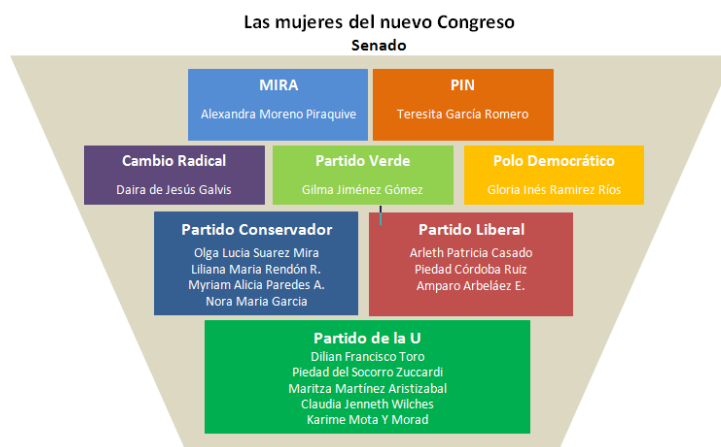 Las mujeres del nuevo Congreso
Senado
MIRA
Alexandra Moreno Piraquive
PIN
Teresita García Romero
Cambio Radical
Daira de Jesús Galvis
Partido Verde
Gilma Jiménez Gómez
Polo Democrático
Gloria Inés Ramirez Ríos
Partido Conservador
Olga Lucia Suarez Mira
Liliana Maria Rendón R.
Myriam Alicia Paredes A.
Nora Maria Garcia
Partido Liberal
Arleth Patricia Casado
Piedad Córdoba Ruiz
Amparo Arbeláez E.
Partido de la U
Dilian Francisco Toro
Piedad del Socorro Zuccardi
Maritza Martínez Aristizabal
Claudia Jenneth Wilches
Karime Mota Y Morad